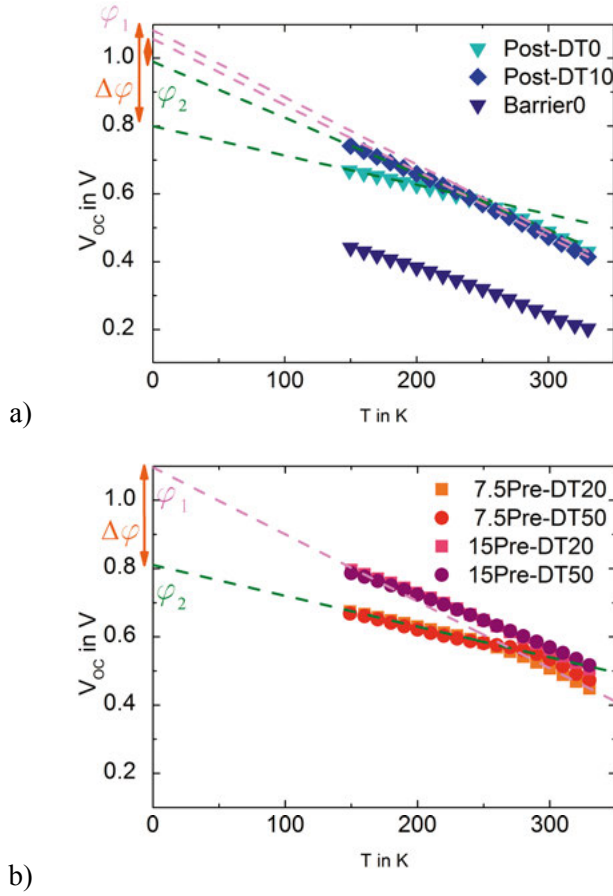 φ₁
1.0
Δφ
φ₂
0.8
0.6
0.4
0.2
V_OC in V
Post-DT0
Post-DT10
Barrier0
0 100 200 300
T in K
a)
φ₁
1.0
Δφ
0.8
φ₂
0.6
0.4
0.2
V_OC in V
7.5Pre-DT20
7.5Pre-DT50
15Pre-DT20
15Pre-DT50
0 100 200 300
T in K
b)